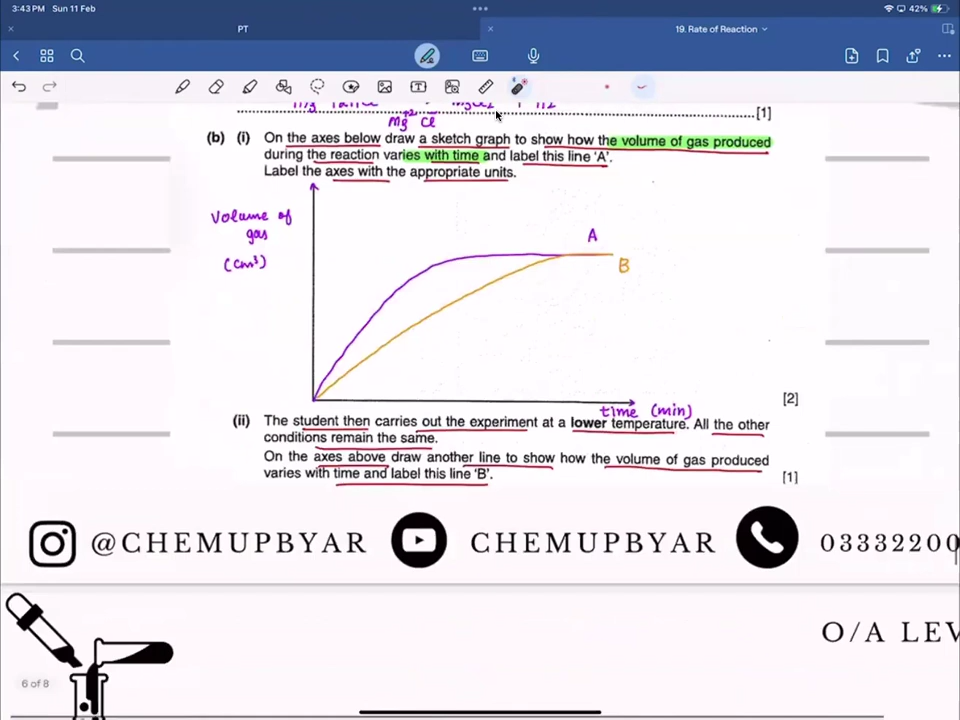 3:43 PM Sun 11 Feb
42%
PT
19. Rate of Reaction
[1]
Mg⁺² Cl⁻
(b) (i) On the axes below draw a sketch graph to show how the volume of gas produced
during the reaction varies with time and label this line 'A'.
Label the axes with the appropriate units.
Volume of
gas
(cm³)
A
B
time (min)
[2]
(ii) The student then carries out the experiment at a lower temperature. All the other
conditions remain the same.
On the axes above draw another line to show how the volume of gas produced
varies with time and label this line 'B'.
[1]
@CHEMUPBYAR
CHEMUPBYAR
03332200
O/A LEV
6 of 8